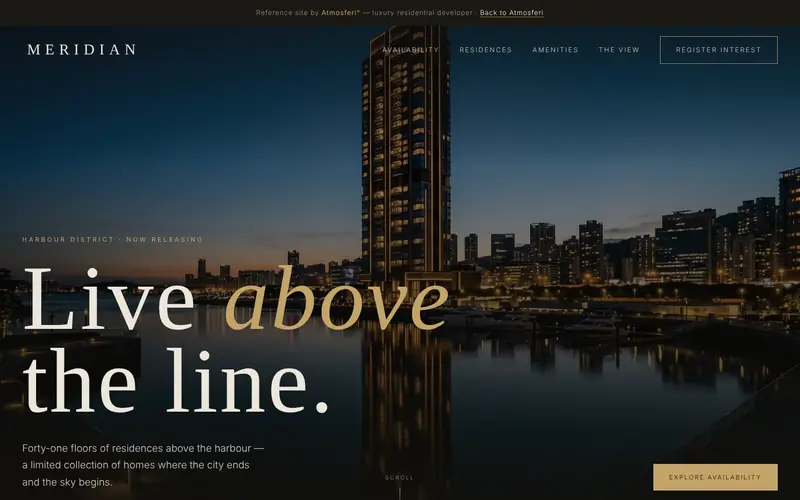 Reference site by Atmosferi° — luxury residential developer · Back to Atmosferi
MERIDIAN
AVAILABILITY
RESIDENCES
AMENITIES
THE VIEW
REGISTER INTEREST
HARBOUR DISTRICT · NOW RELEASING
Live above
the line.
Forty-one floors of residences above the harbour —
a limited collection of homes where the city ends
and the sky begins.
SCROLL
EXPLORE AVAILABILITY